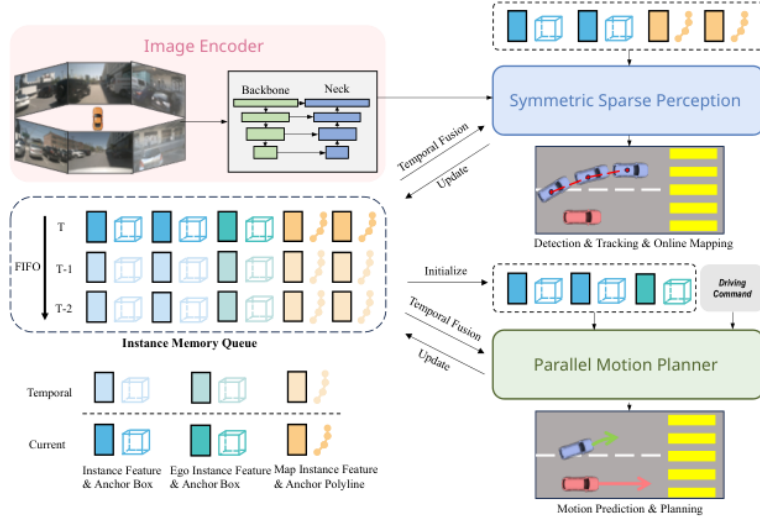 Image Encoder
Backbone
Neck
Symmetric Sparse Perception
Temporal Fusion
Update
Detection & Tracking & Online Mapping
FIFO
T
T-1
T-2
Instance Memory Queue
Initialize
Temporal Fusion
Update
Driving
Command
Parallel Motion Planner
Motion Prediction & Planning
Temporal
Current
Instance Feature
& Anchor Box
Ego Instance Feature
& Anchor Box
Map Instance Feature
& Anchor Polyline